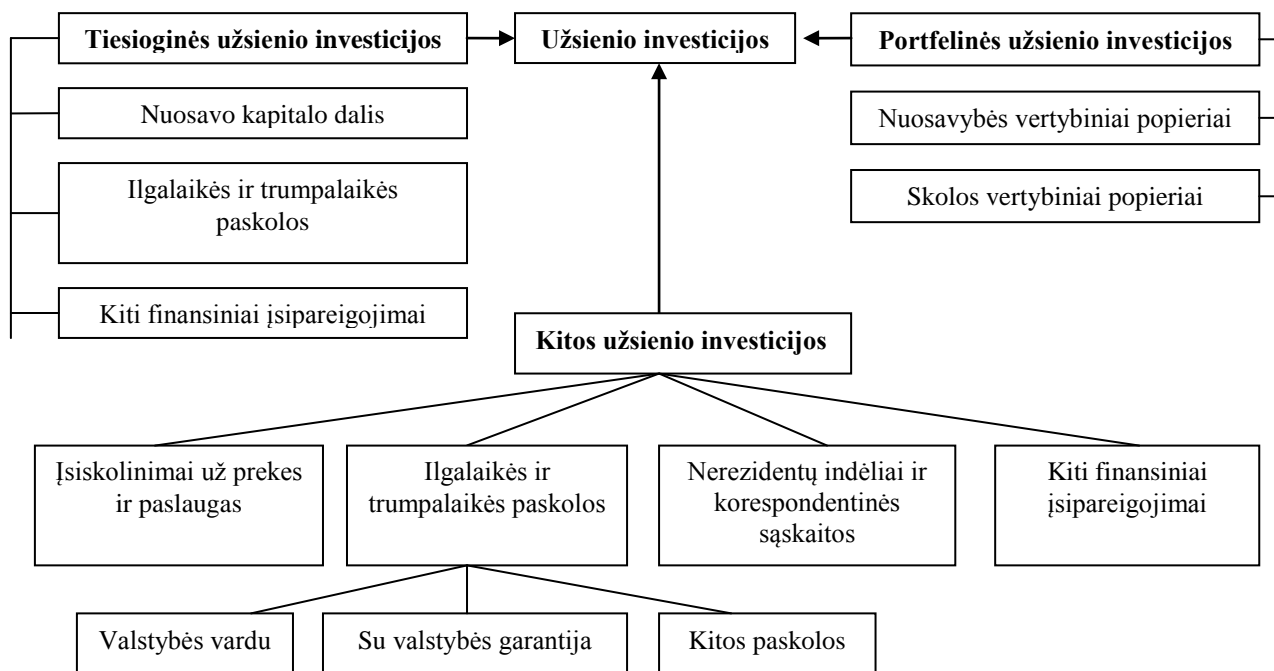 Tiesioginės užsienio investicijos
Užsienio investicijos
Portfelinės užsienio investicijos
Nuosavo kapitalo dalis
Nuosavybės vertybiniai popieriai
Ilgalaikės ir trumpalaikės
paskolos
Skolos vertybiniai popieriai
Kiti finansiniai įsipareigojimai
Kitos užsienio investicijos
Įsiskolinimai už prekes
ir paslaugas
Ilgalaikės ir
trumpalaikės paskolos
Nerezidentų indėliai ir
korespondentinės
sąskaitos
Kiti finansiniai
įsipareigojimai
Valstybės vardu
Su valstybės garantija
Kitos paskolos